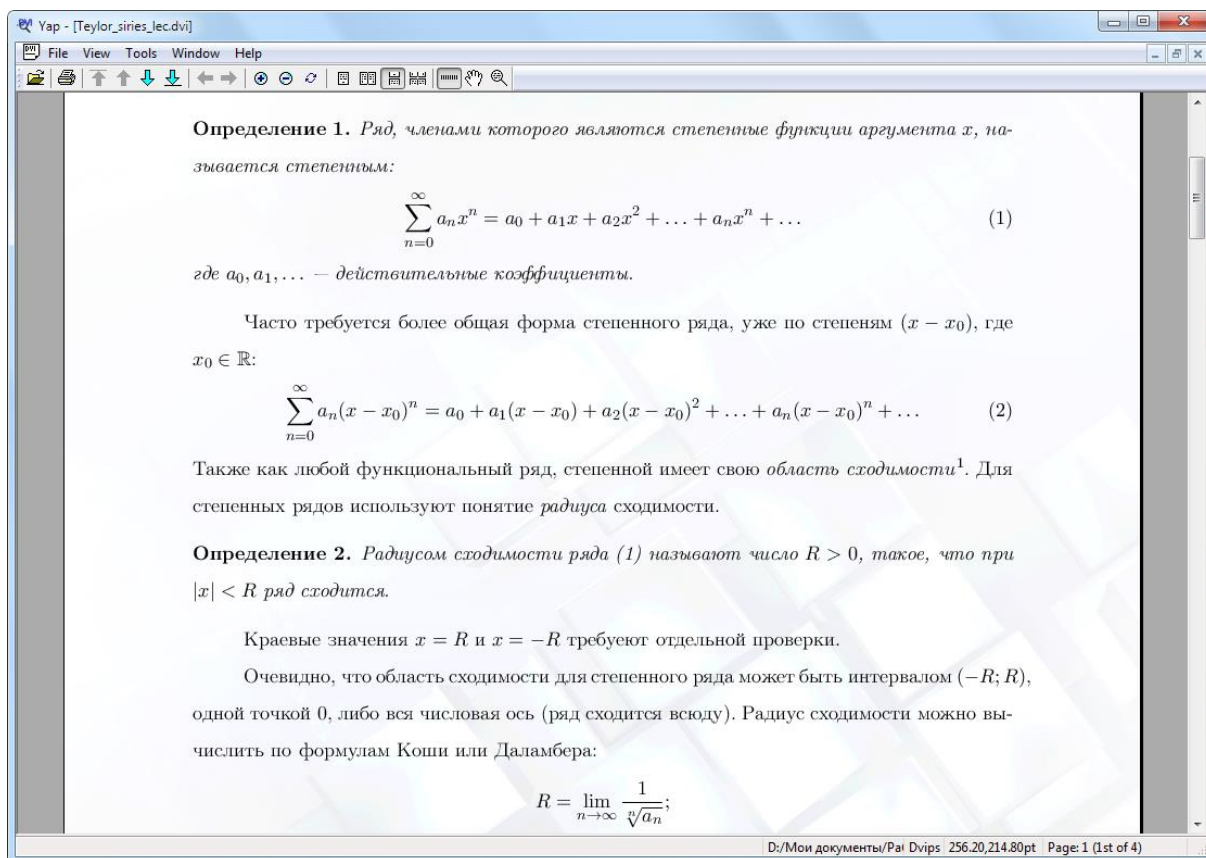 Yap - [Teylor_siries_lec.dvi]
File View Tools Window Help
Определение 1. Ряд, членами которого являются степенные функции аргумента x, на-
зывается степенным:
∑_{n=0}^{∞} a_n x^n = a_0 + a_1 x + a_2 x^2 + … + a_n x^n + … (1)
где a_0, a_1, … — действительные коэффициенты.
Часто требуется более общая форма степенного ряда, уже по степеням (x − x_0), где
x_0 ∈ ℝ:
∑_{n=0}^{∞} a_n(x − x_0)^n = a_0 + a_1(x − x_0) + a_2(x − x_0)^2 + … + a_n(x − x_0)^n + … (2)
Также как любой функциональный ряд, степенной имеет свою область сходимости¹. Для
степенных рядов используют понятие радиуса сходимости.
Определение 2. Радиусом сходимости ряда (1) называют число R > 0, такое, что при
|x| < R ряд сходится.
Краевые значения x = R и x = −R требуеют отдельной проверки.
Очевидно, что область сходимости для степенного ряда может быть интервалом (−R; R),
одной точкой 0, либо вся числовая ось (ряд сходится всюду). Радиус сходимости можно вы-
числить по формулам Коши или Даламбера:
R = lim_{n→∞} 1/ⁿ√a_n;
D:/Мои документы/Ра Dvips 256.20,214.80pt Page: 1 (1st of 4)